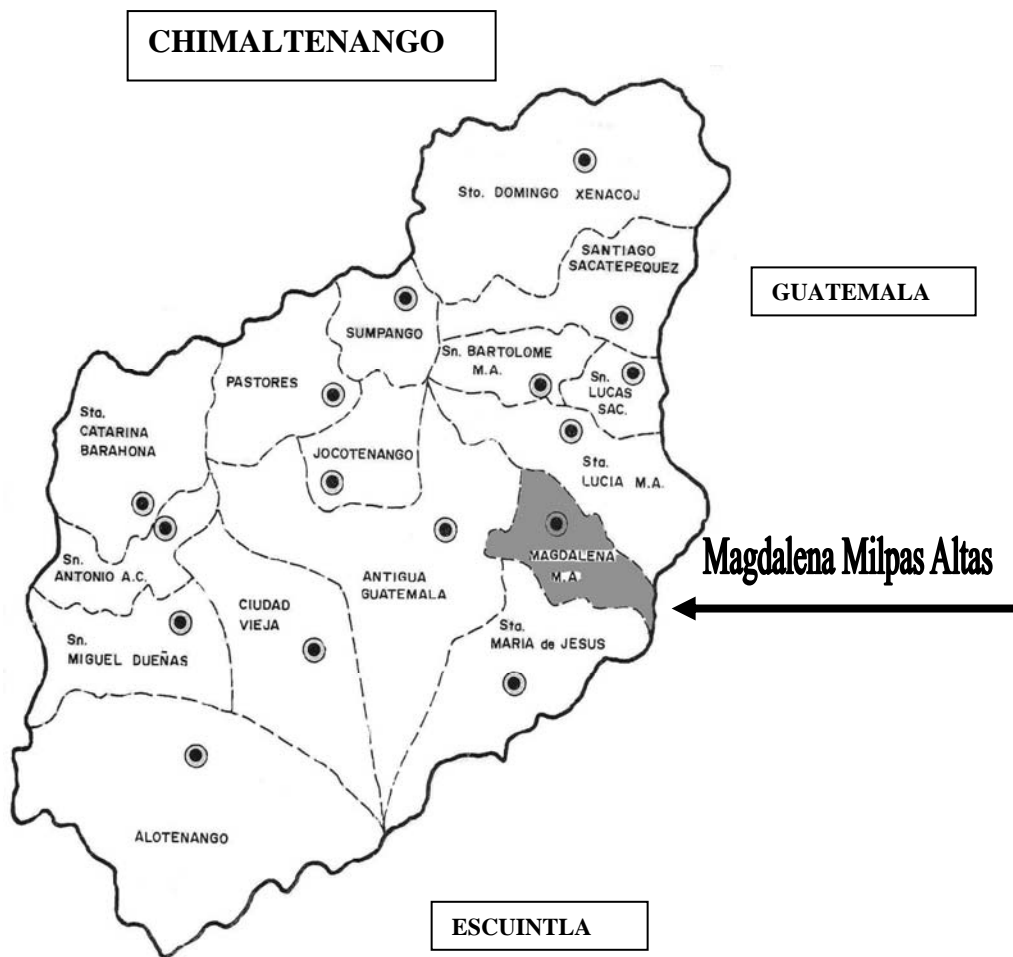 CHIMALTENANGO
Sto. DOMINGO XENACOJ
SANTIAGO
SACATEPEQUEZ
GUATEMALA
SUMPANGO
Sn. BARTOLOME
M.A.
Sn.
LUCAS
SAC.
PASTORES
Sta.
CATARINA
BARAHONA
JOCOTENANGO
Sta.
LUCIA M.A.
Sn.
ANTONIO A.C.
ANTIGUA
GUATEMALA
MAGDALENA
M.A
Magdalena Milpas Altas
CIUDAD
VIEJA
Sn.
MIGUEL DUEÑAS
Sta.
MARIA de JESUS
ALOTENANGO
ESCUINTLA